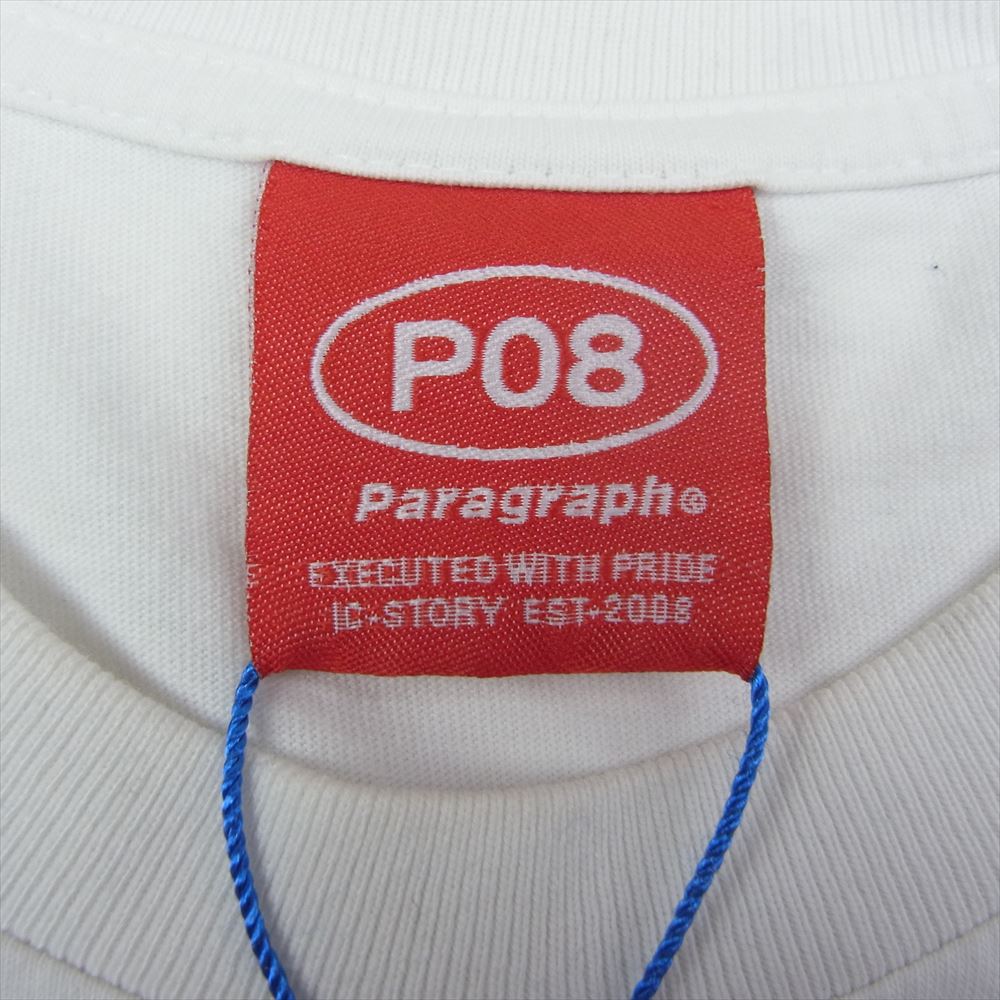 P08
Paragraph®
EXECUTED WITH PRIDE
IC-STORY EST-2008